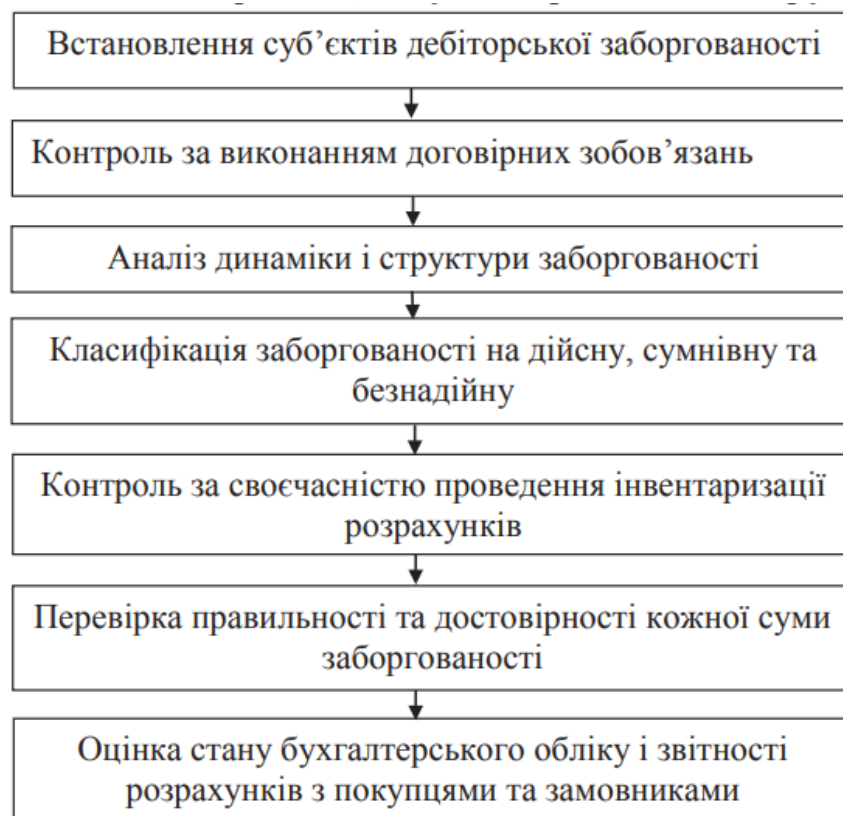 Встановлення суб’єктів дебіторської заборгованості
Контроль за виконанням договірних зобов’язань
Аналіз динаміки і структури заборгованості
Класифікація заборгованості на дійсну, сумнівну та
безнадійну
Контроль за своєчасністю проведення інвентаризації
розрахунків
Перевірка правильності та достовірності кожної суми
заборгованості
Оцінка стану бухгалтерського обліку і звітності
розрахунків з покупцями та замовниками